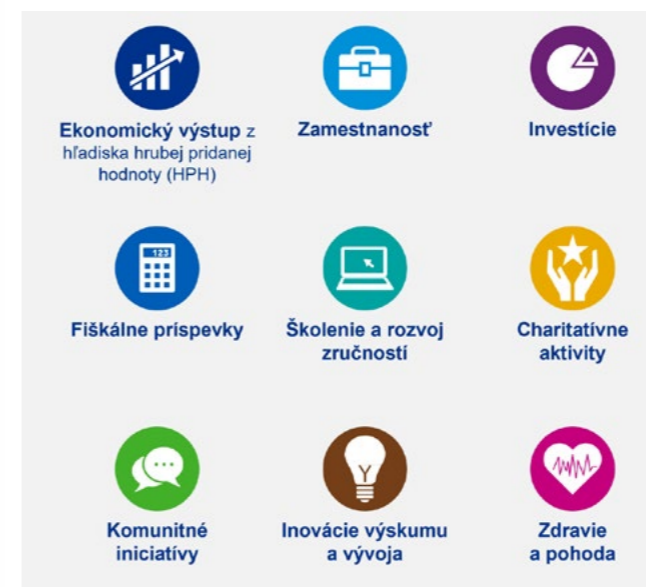 Ekonomický výstup z
hľadiska hrubej pridanej
hodnoty (HPH)
Zamestnanosť
Investície
123
Fiškálne príspevky
Školenie a rozvoj
zručností
Charitatívne
aktivity
Komunitné
iniciatívy
Inovácie výskumu
a vývoja
Zdravie
a pohoda